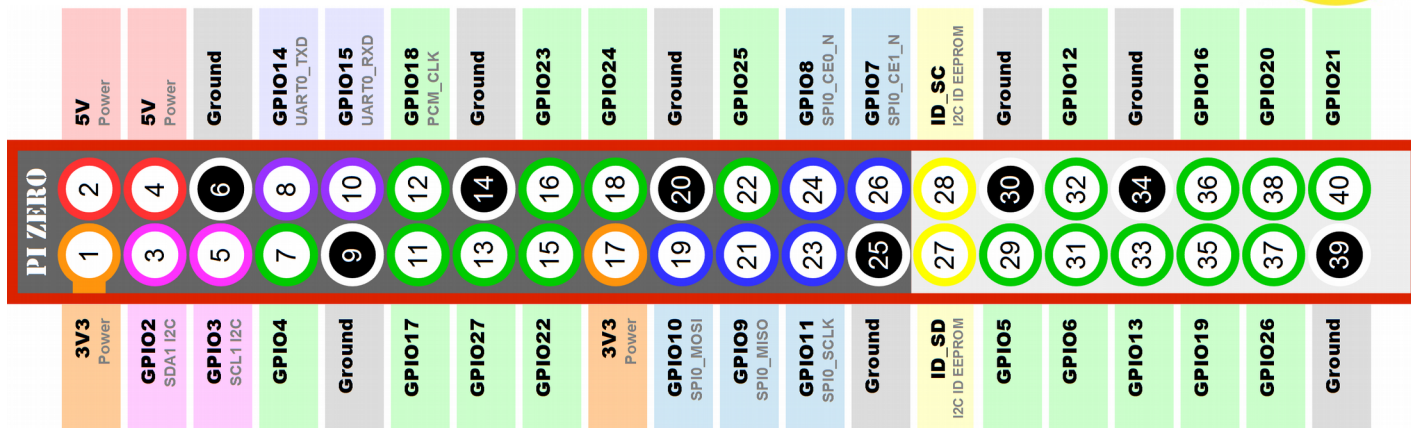 5V
Power
5V
Power
Ground
GPIO14
UART0_TXD
GPIO15
UART0_RXD
GPIO18
PCM_CLK
Ground
GPIO23
GPIO24
Ground
GPIO25
GPIO8
SPI0_CE0_N
GPIO7
SPI0_CE1_N
ID_SC
I2C ID EEPROM
Ground
GPIO12
Ground
GPIO16
GPIO20
GPIO21
PI ZERO
2
4
6
8
10
12
14
16
18
20
22
24
26
28
30
32
34
36
38
40
1
3
5
7
9
11
13
15
17
19
21
23
25
27
29
31
33
35
37
39
3V3
Power
GPIO2
SDA1 I2C
GPIO3
SCL1 I2C
GPIO4
Ground
GPIO17
GPIO27
GPIO22
3V3
Power
GPIO10
SPI0_MOSI
GPIO9
SPI0_MISO
GPIO11
SPI0_SCLK
Ground
ID_SD
I2C ID EEPROM
GPIO5
GPIO6
GPIO13
GPIO19
GPIO26
Ground